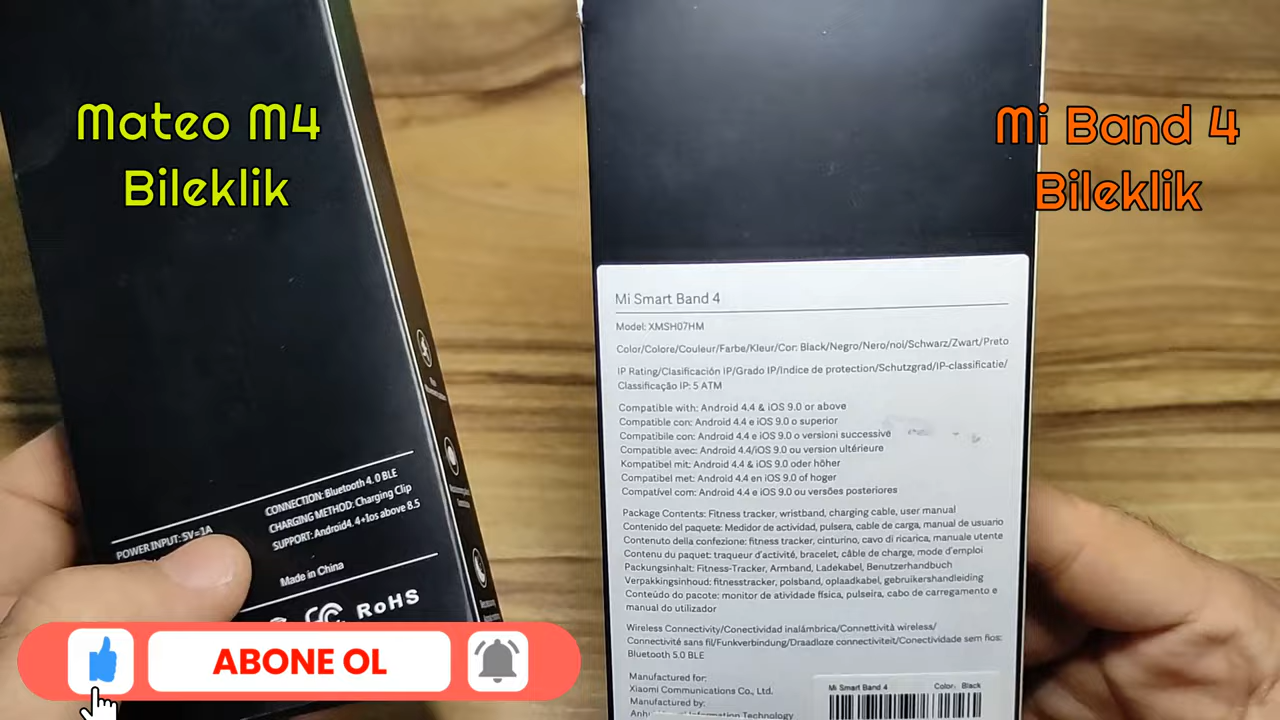 Mateo M4
Bileklik
Mi Band 4
Bileklik
CONNECTION: Bluetooth 4.0 BLE
CHARGING METHOD: Charging Clip
SUPPORT: Android4.4+Ios above 8.5
POWER INPUT: 5V=1A
Made in China
RoHS
ABONE OL
Mi Smart Band 4
Model: XMSH07HM
Color/Colore/Couleur/Farbe/Kleur/Cor: Black/Negro/Nero/noi/Schwarz/Zwart/Preto
IP Rating/Clasificación IP/Grado IP/Indice de protection/Schutzgrad/IP-classificatie/
Classificação IP: 5 ATM
Compatible with: Android 4.4 & iOS 9.0 or above
Compatible con: Android 4.4 e iOS 9.0 o superior
Compatibile con: Android 4.4 e iOS 9.0 o versioni successive
Compatible avec: Android 4.4/iOS 9.0 ou version ultérieure
Kompatibel mit: Android 4.4 & iOS 9.0 oder höher
Compatibel met: Android 4.4 en iOS 9.0 of hoger
Compatível com: Android 4.4 e iOS 9.0 ou versões posteriores
Package Contents: Fitness tracker, wristband, charging cable, user manual
Contenido del paquete: Medidor de actividad, pulsera, cable de carga, manual de usuario
Contenuto della confezione: fitness tracker, cinturino, cavo di ricarica, manuale utente
Contenu du paquet: traqueur d'activité, bracelet, câble de charge, mode d'emploi
Packungsinhalt: Fitness-Tracker, Armband, Ladekabel, Benutzerhandbuch
Verpakkingsinhoud: fitnesstracker, polsband, oplaadkabel, gebruikershandleiding
Conteúdo do pacote: monitor de atividade física, pulseira, cabo de carregamento e
manual do utilizador
Wireless Connectivity/Conectividad inalámbrica/Connettività wireless/
Connectivité sans fil/Funkverbindung/Draadloze connectiviteit/Conectividade sem fios:
Bluetooth 5.0 BLE
Manufactured for:
Xiaomi Communications Co., Ltd.
Manufactured by:
Information Technology
Mi Smart Band 4 Color: Black